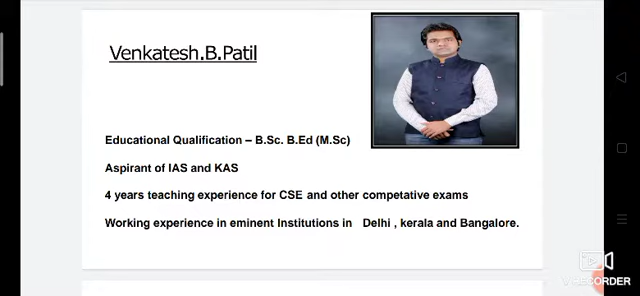 Venkatesh.B.Patil
Educational Qualification – B.Sc. B.Ed (M.Sc)
Aspirant of IAS and KAS
4 years teaching experience for CSE and other competative exams
Working experience in eminent Institutions in Delhi , kerala and Bangalore.
V RECORDER